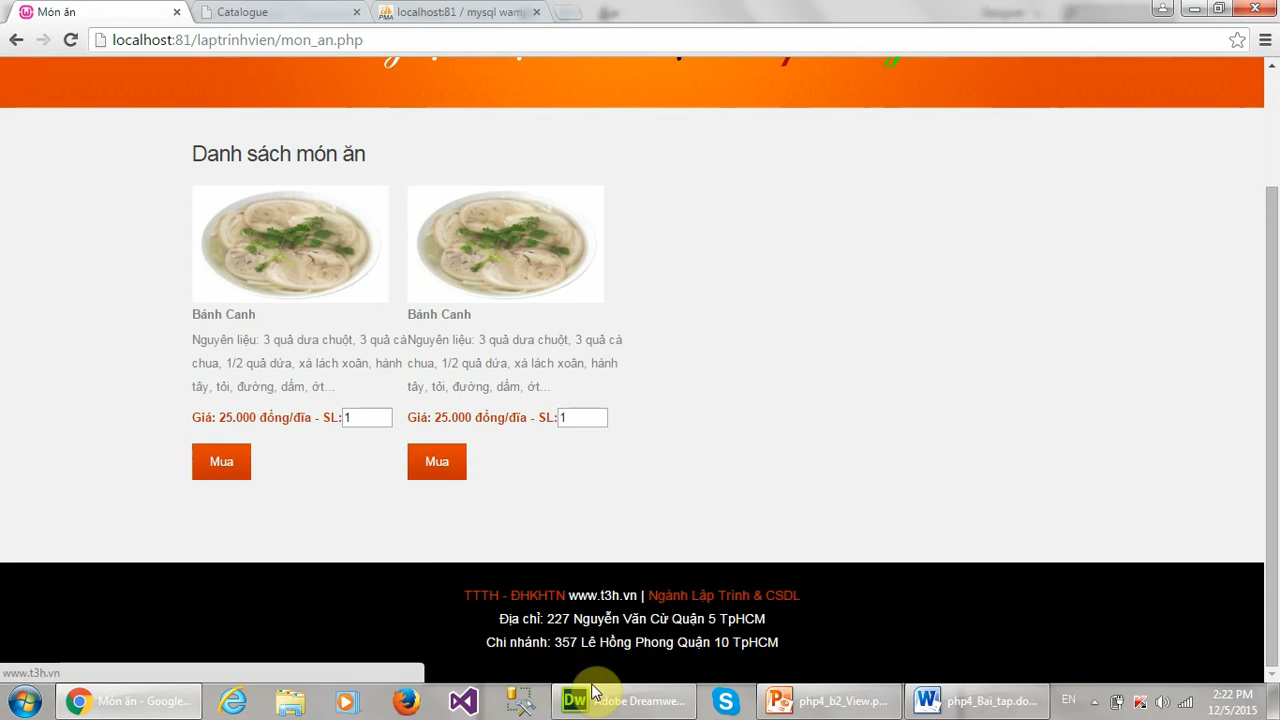 Món ăn
Catalogue
localhost:81 / mysql wamp
localhost:81/laptrinhvien/mon_an.php
Danh sách món ăn
Bánh Canh
Nguyên liệu: 3 quả dưa chuột, 3 quả cà
chua, 1/2 quả dứa, xà lách xoăn, hành
tây, tỏi, đường, dấm, ớt...
Giá: 25.000 đồng/đĩa - SL: 1
Mua
Bánh Canh
Nguyên liệu: 3 quả dưa chuột, 3 quả cà
chua, 1/2 quả dứa, xà lách xoăn, hành
tây, tỏi, đường, dấm, ớt...
Giá: 25.000 đồng/đĩa - SL: 1
Mua
TTTH - ĐHKHTN www.t3h.vn | Ngành Lập Trình & CSDL
Địa chỉ: 227 Nguyễn Văn Cừ Quận 5 TpHCM
Chi nhánh: 357 Lê Hồng Phong Quận 10 TpHCM
www.t3h.vn
Món ăn - Google...
Dw Adobe Dreamwe...
php4_b2_View.p...
php4_Bai_tap.do...
EN
2:22 PM
12/5/2015